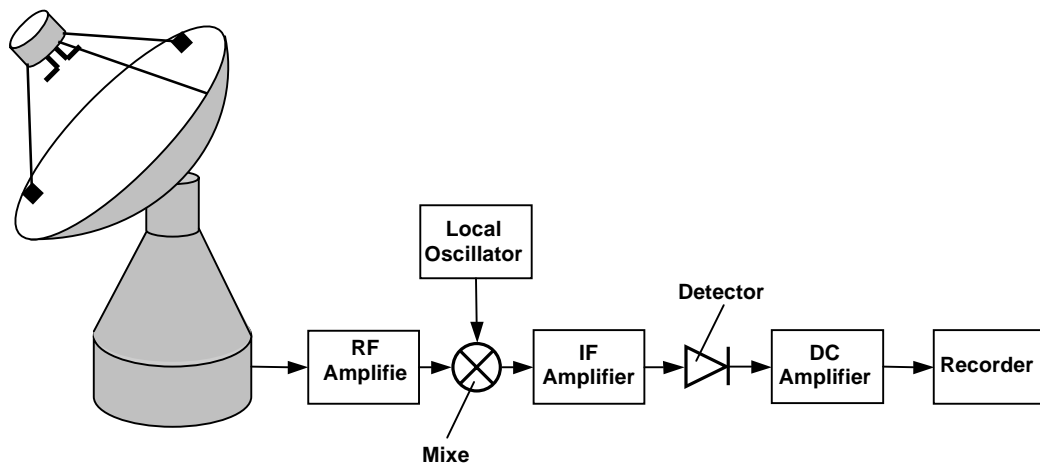 Local
Oscillator
Detector
RF
Amplifie
IF
Amplifier
DC
Amplifier
Recorder
Mixe